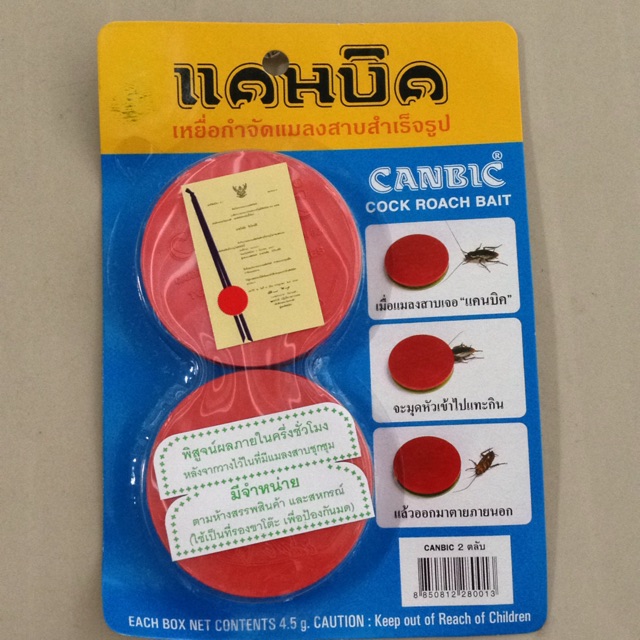 แคนบิค
เหยื่อกำจัดแมลงสาบสำเร็จรูป
CANBIC®
COCK ROACH BAIT
เมื่อแมลงสาบเจอ “แคนบิค”
จะมุดหัวเข้าไปแทะกิน
แล้วออกมาตายภายนอก
พิสูจน์ผลภายในครึ่งชั่วโมง
หลังจากวางไว้ในที่มีแมลงสาบชุกชุม
มีจำหน่าย
ตามห้างสรรพสินค้า และสหกรณ์
(ใช้เป็นที่รองขาโต๊ะ เพื่อป้องกันมด)
CANBIC 2 ตลับ
8 850812 280013
EACH BOX NET CONTENTS 4.5 g. CAUTION : Keep out of Reach of Children